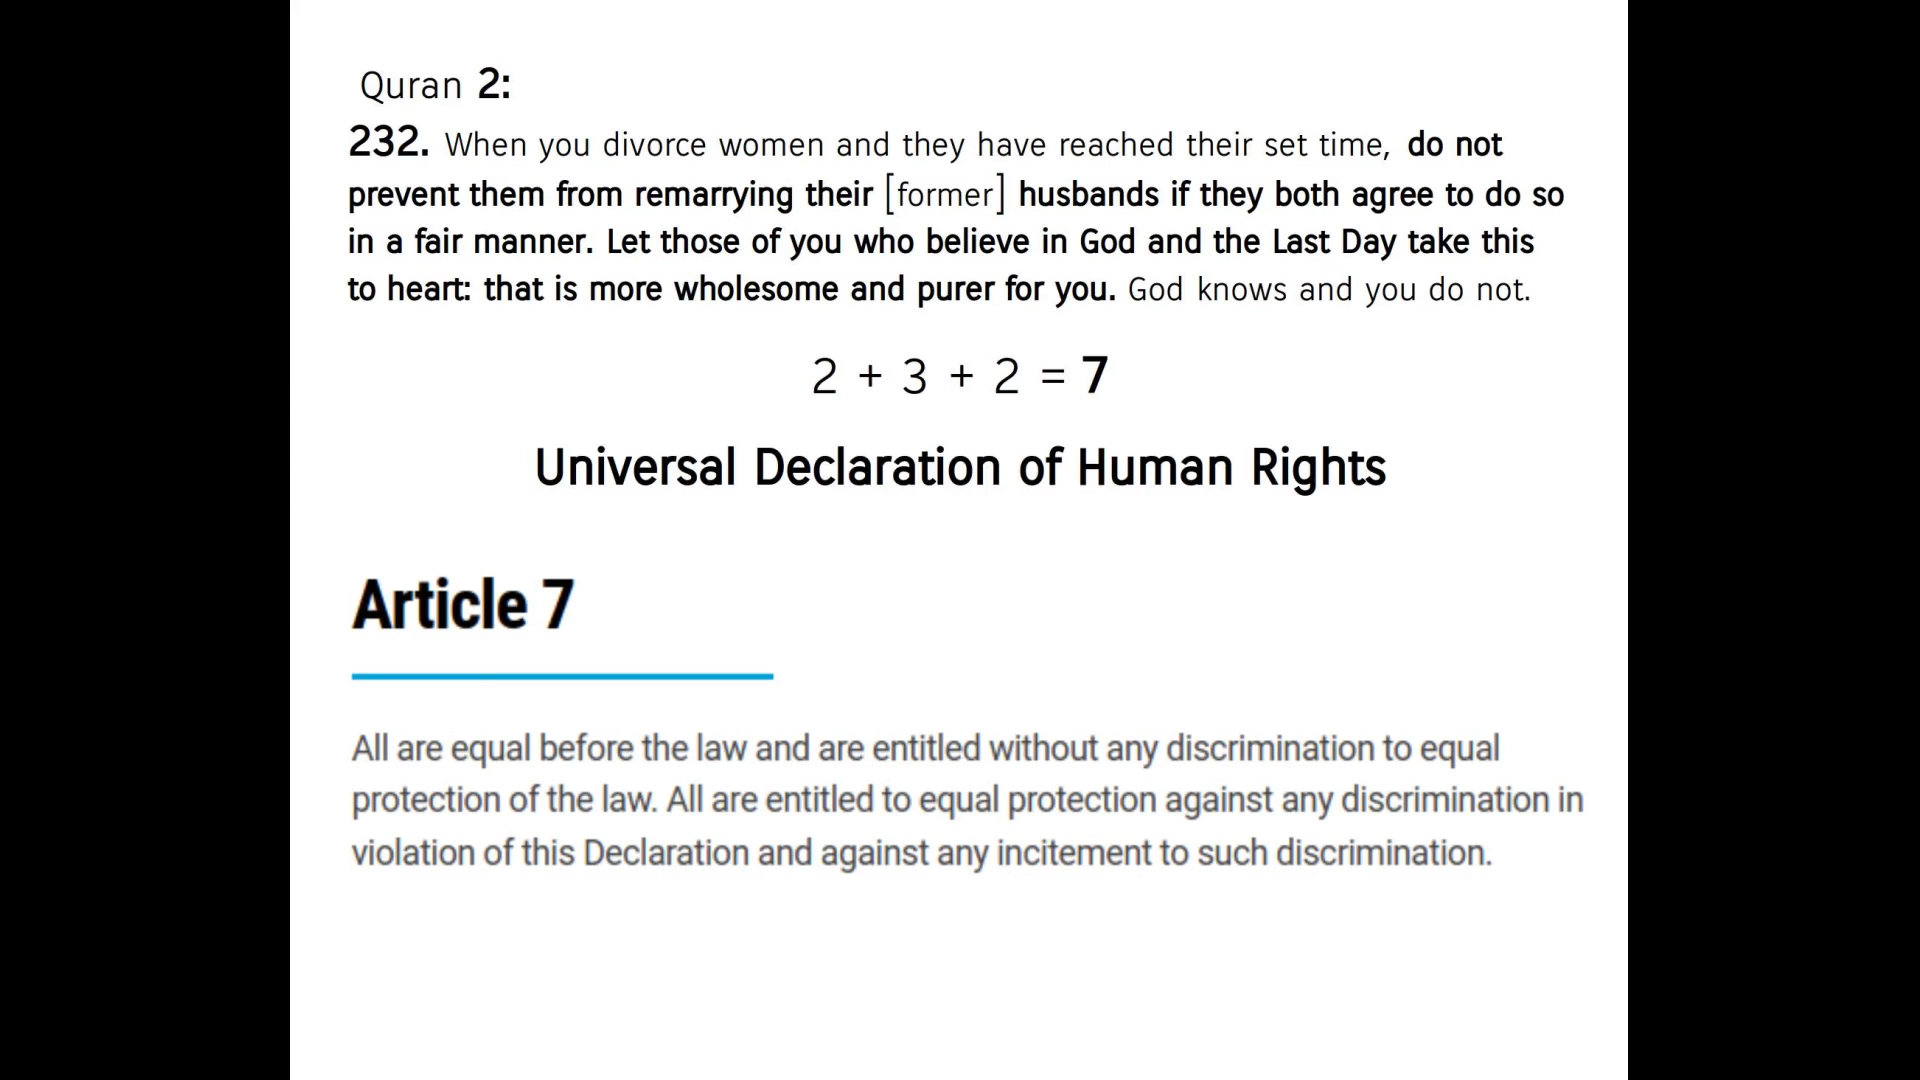 Quran 2:
232. When you divorce women and they have reached their set time, do not
prevent them from remarrying their [former] husbands if they both agree to do so
in a fair manner. Let those of you who believe in God and the Last Day take this
to heart: that is more wholesome and purer for you. God knows and you do not.
2 + 3 + 2 = 7
Universal Declaration of Human Rights
Article 7
All are equal before the law and are entitled without any discrimination to equal
protection of the law. All are entitled to equal protection against any discrimination in
violation of this Declaration and against any incitement to such discrimination.